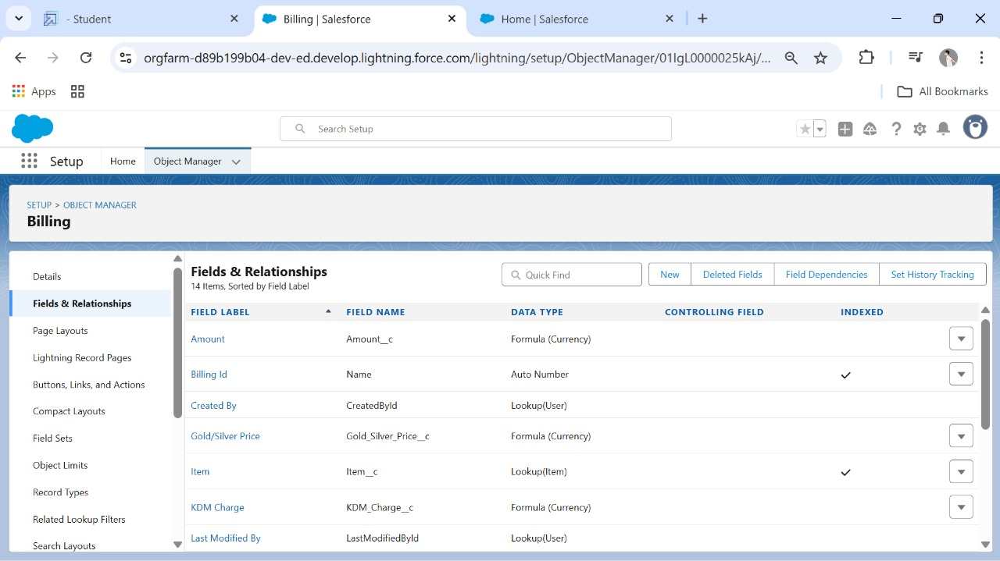 - Student
Billing | Salesforce
Home | Salesforce
orgfarm-d89b199b04-dev-ed.develop.lightning.force.com/lightning/setup/ObjectManager/01IgL0000025kAj/...
Apps
All Bookmarks
Search Setup
Setup
Home
Object Manager
SETUP > OBJECT MANAGER
Billing
Details
Fields & Relationships
Page Layouts
Lightning Record Pages
Buttons, Links, and Actions
Compact Layouts
Field Sets
Object Limits
Record Types
Related Lookup Filters
Search Layouts
Fields & Relationships
14 Items, Sorted by Field Label
Quick Find
New
Deleted Fields
Field Dependencies
Set History Tracking
FIELD LABEL FIELD NAME DATA TYPE CONTROLLING FIELD INDEXED
Amount Amount__c Formula (Currency)
Billing Id Name Auto Number
Created By CreatedById Lookup(User)
Gold/Silver Price Gold_Silver_Price__c Formula (Currency)
Item Item__c Lookup(Item)
KDM Charge KDM_Charge__c Formula (Currency)
Last Modified By LastModifiedById Lookup(User)